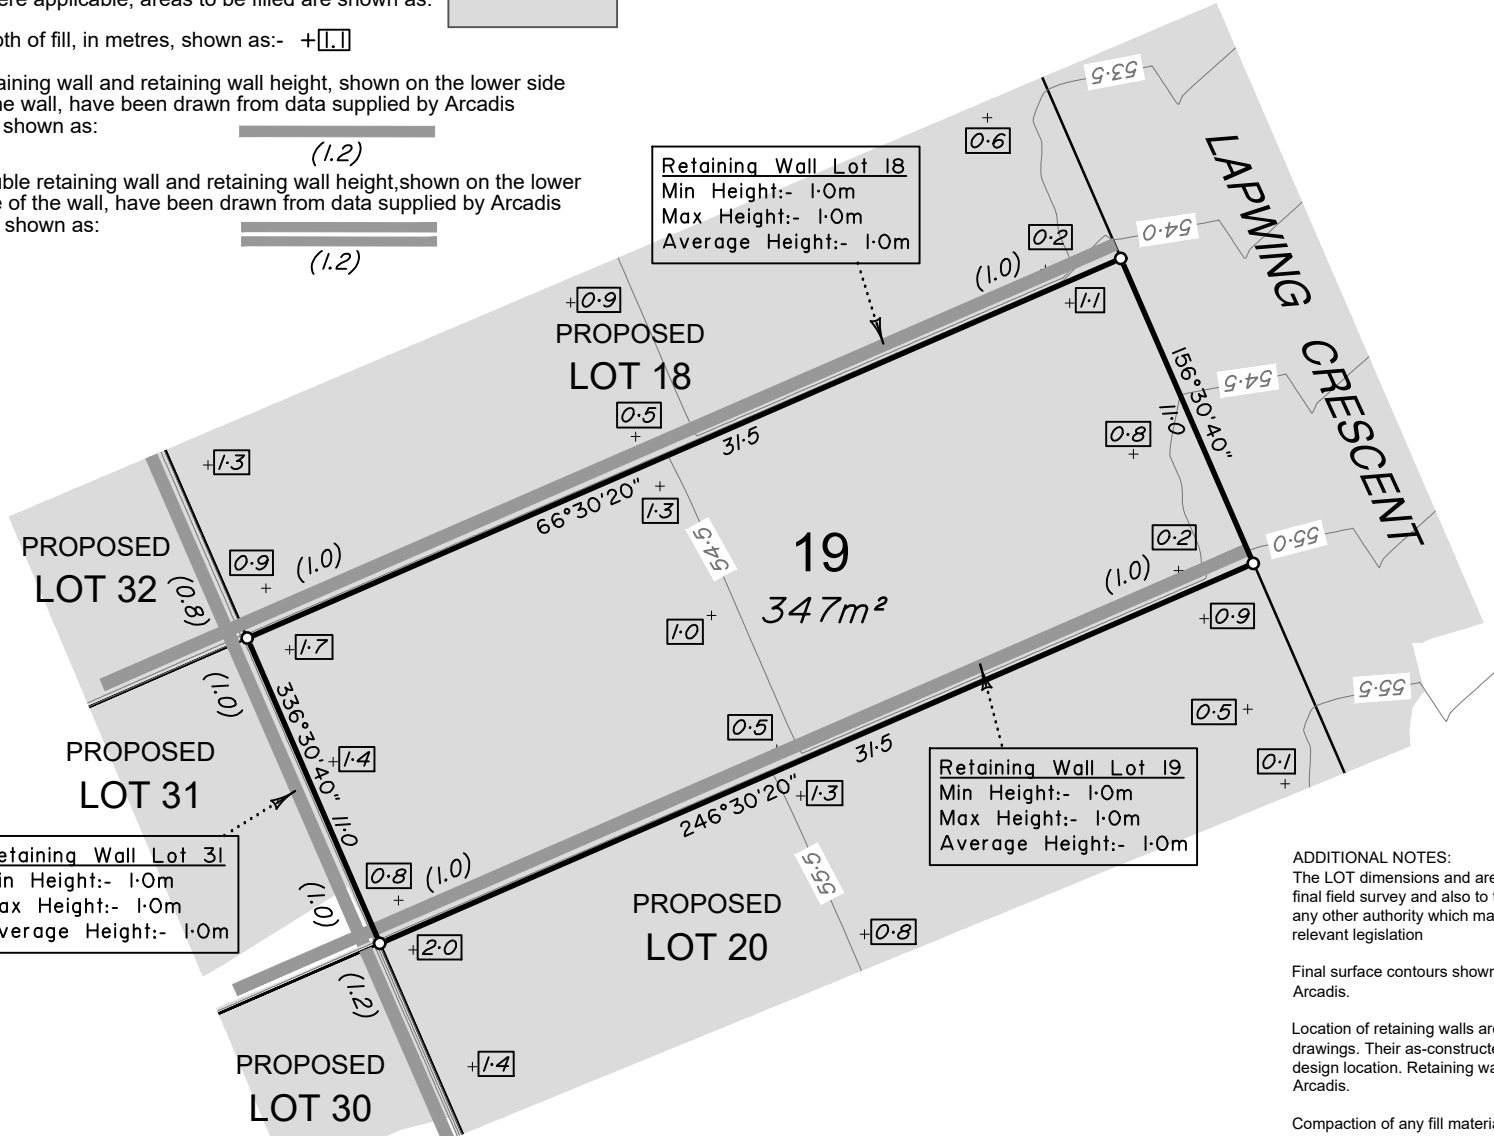 ere applicable, areas to be filled are shown as:
pth of fill, in metres, shown as:- +1.1
aining wall and retaining wall height, shown on the lower side
he wall, have been drawn from data supplied by Arcadis
shown as:
(1.2)
uble retaining wall and retaining wall height,shown on the lower
e of the wall, have been drawn from data supplied by Arcadis
shown as:
(1.2)
Retaining Wall Lot 18
Min Height:- 1·0m
Max Height:- 1·0m
Average Height:- 1·0m
53·5
0·6
LAPWING CRESCENT
54·0
0·2
(1.0)
1·1
0·9
PROPOSED
LOT 18
0·5
31·5
66°30'20"
1·3
156°30'40"
11·0
54·5
0·8
1·3
PROPOSED
LOT 32
(0.8)
0·9
(1.0)
54·5
19
347m²
0·2
(1.0)
55·0
0·9
1·0
1·7
(1.0)
336°30'40"
11·0
1·4
PROPOSED
LOT 31
0·5
31·5
246°30'20"
1·3
55·5
0·5
0·1
Retaining Wall Lot 19
Min Height:- 1·0m
Max Height:- 1·0m
Average Height:- 1·0m
etaining Wall Lot 31
in Height:- 1·0m
ax Height:- 1·0m
verage Height:- 1·0m
(1.0)
0·8
(1.0)
2·0
55·5
PROPOSED
LOT 20
0·8
(1.2)
PROPOSED
LOT 30
1·4
ADDITIONAL NOTES:
The LOT dimensions and are
final field survey and also to
any other authority which ma
relevant legislation
Final surface contours shown
Arcadis.
Location of retaining walls are
drawings. Their as-constructe
design location. Retaining wa
Arcadis.
Compaction of any fill materia